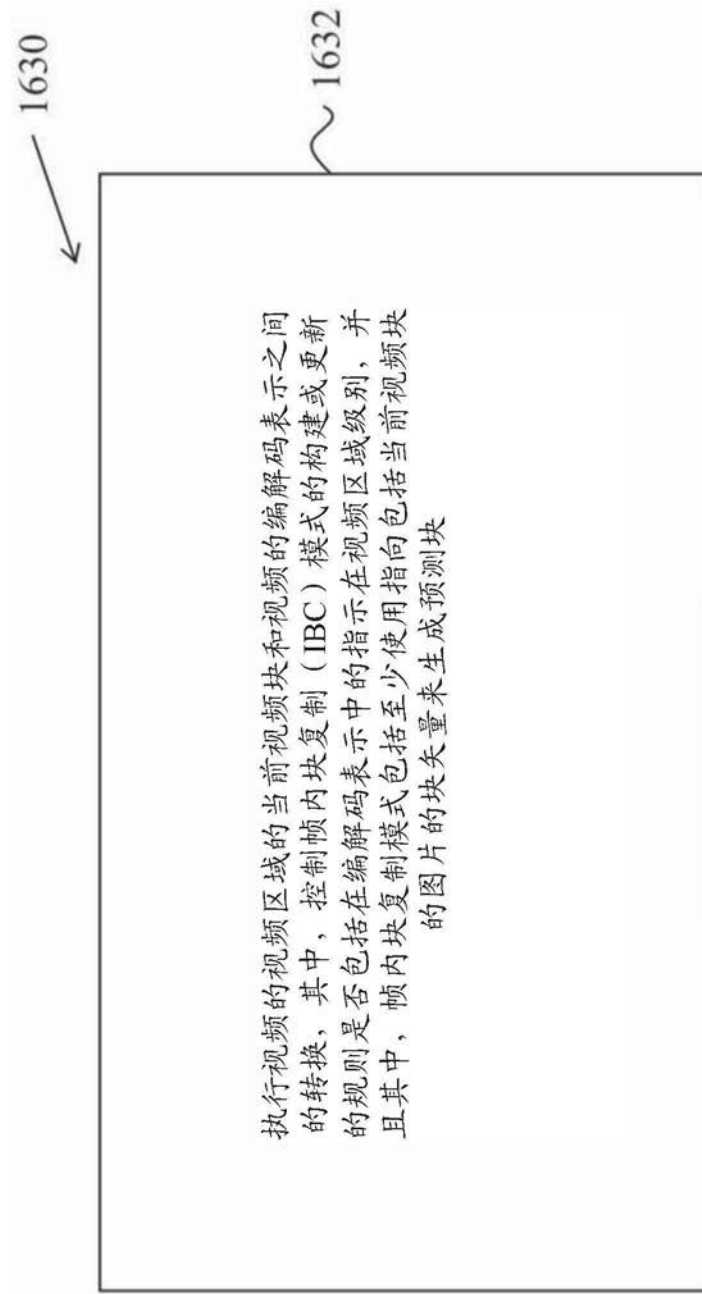 1630
1632
执行视频的视频区域的当前视频块和视频的编解码表示之间
的转换，其中，控制帧内块复制（IBC）模式的构建或更新
的规则是否包括在编解码表示中的指示在视频区域级别，并
且其中，帧内块复制模式包括至少使用指向包括当前视频块
的图片的块矢量来生成预测块